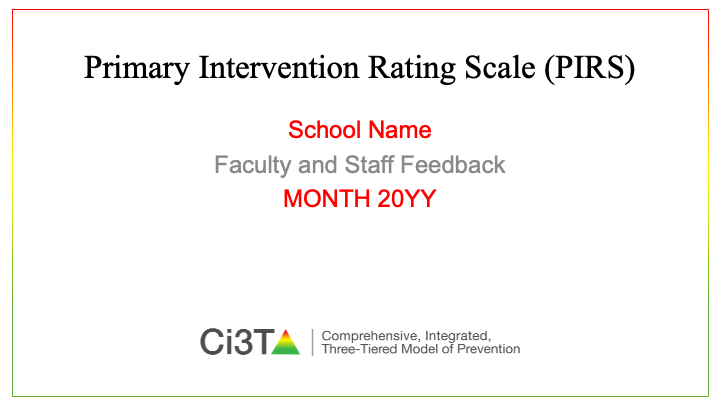 Primary Intervention Rating Scale (PIRS)
School Name
Faculty and Staff Feedback
MONTH 20YY
Ci3T
Comprehensive, Integrated,
Three-Tiered Model of Prevention